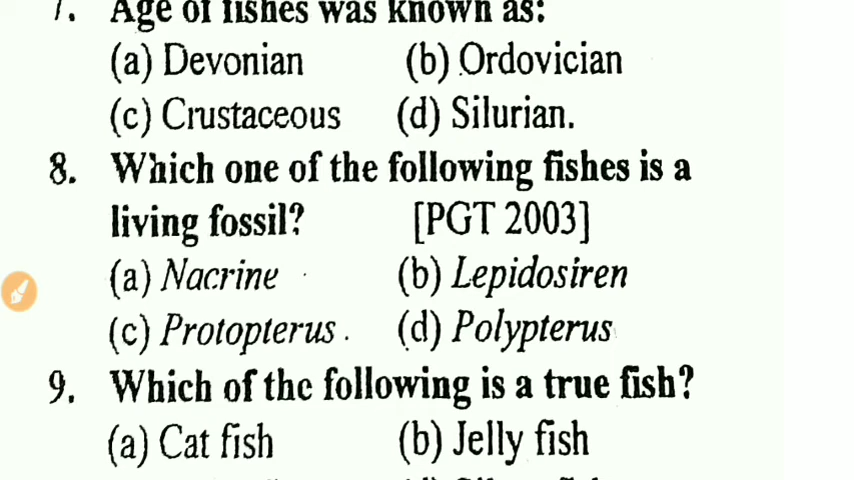 7. Age of fishes was known as:
(a) Devonian (b) Ordovician
(c) Crustaceous (d) Silurian.
8. Which one of the following fishes is a
living fossil? [PGT 2003]
(a) Nacrine (b) Lepidosiren
(c) Protopterus. (d) Polypterus
9. Which of the following is a true fish?
(a) Cat fish (b) Jelly fish